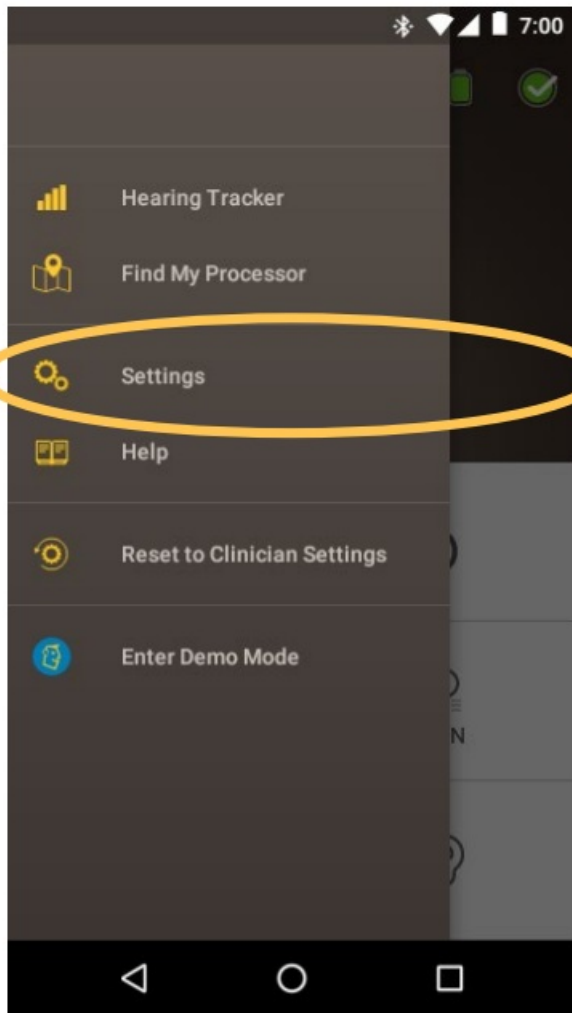 7:00
Hearing Tracker
Find My Processor
Settings
Help
Reset to Clinician Settings
N
Enter Demo Mode